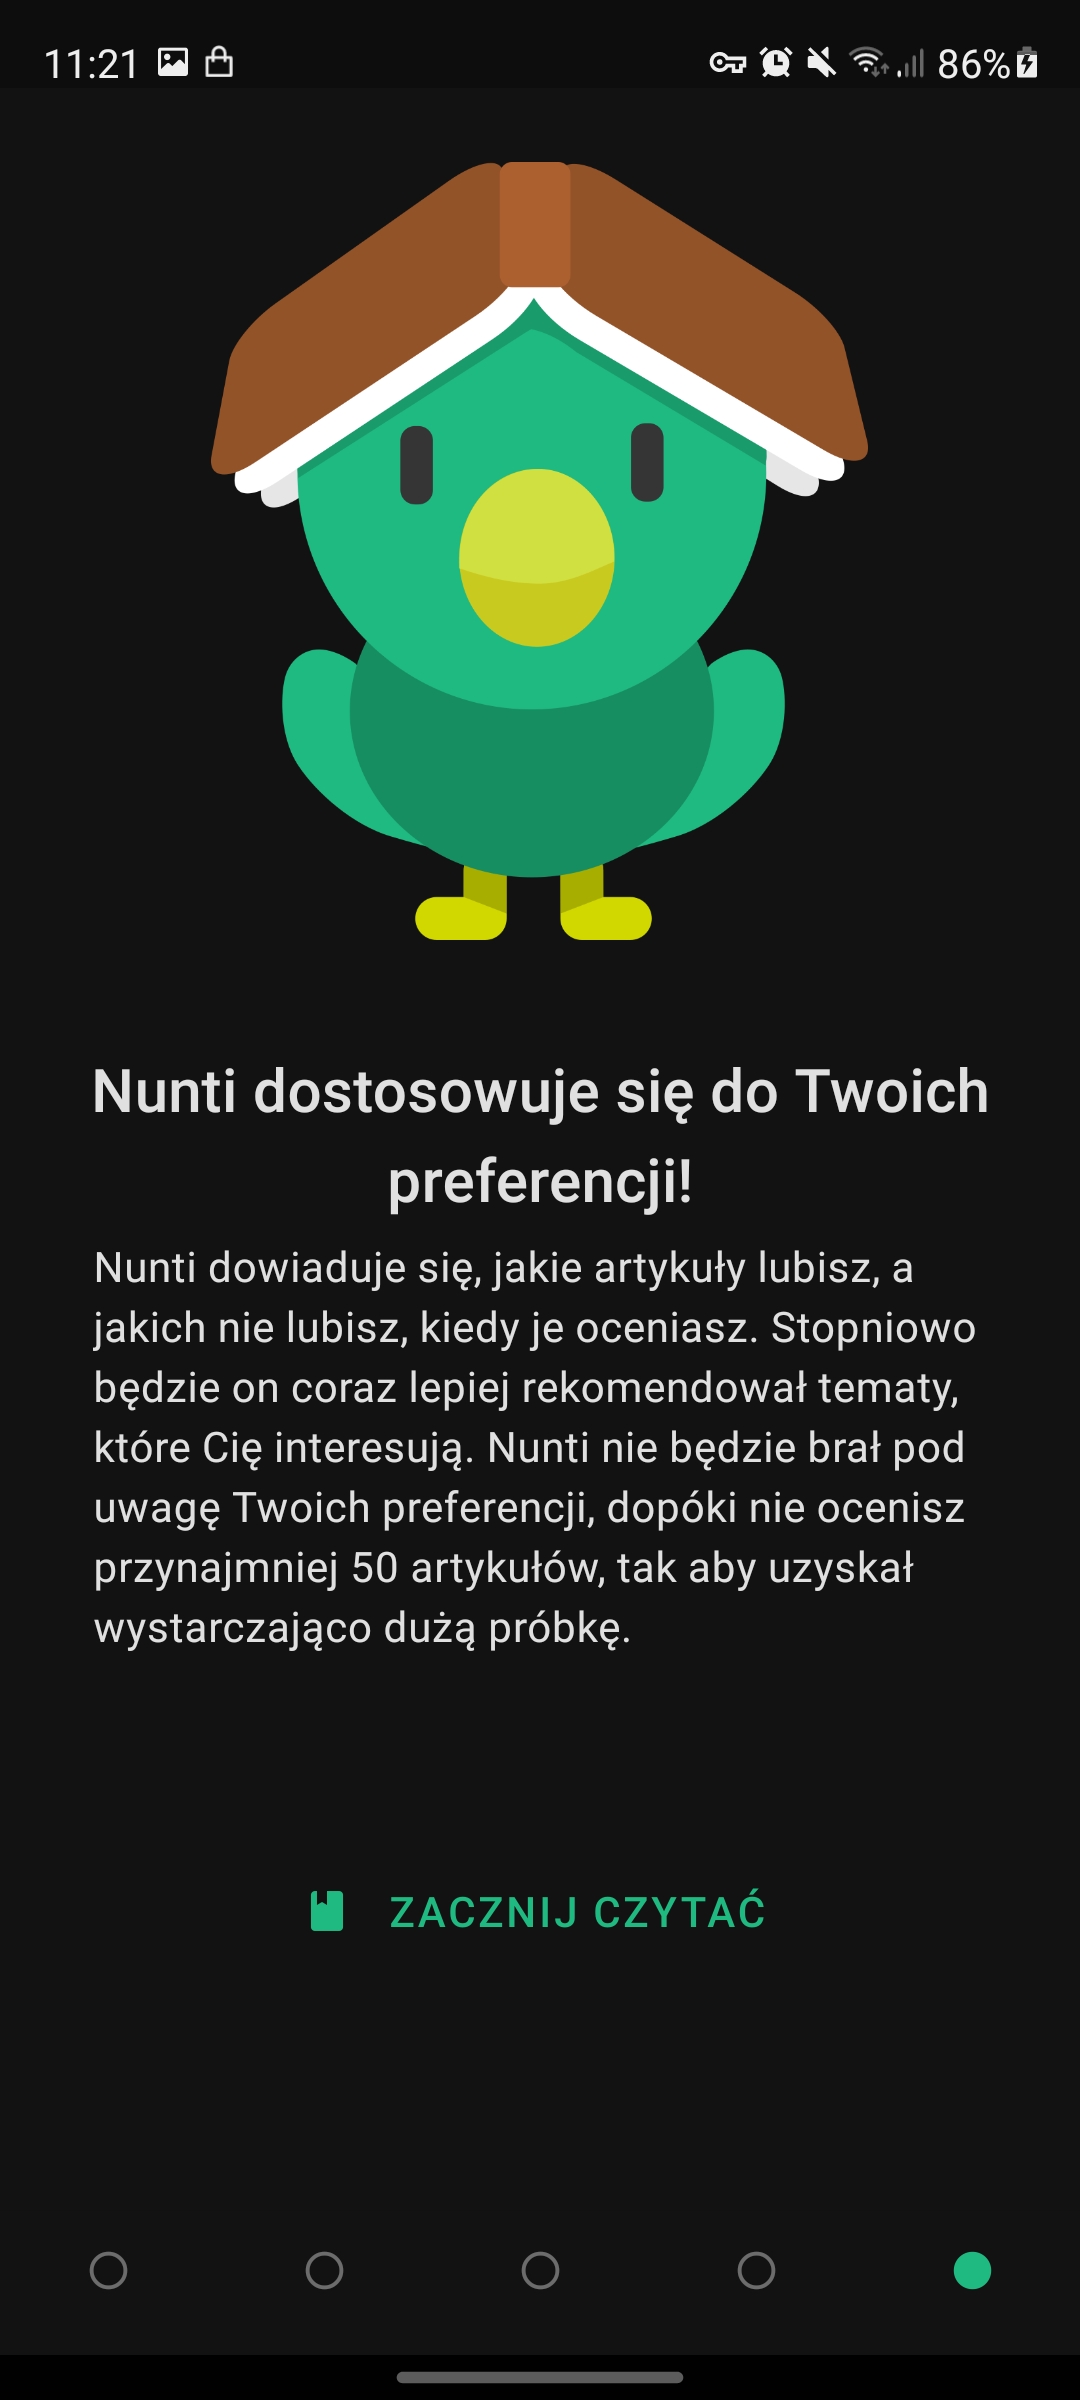 11:21
86%
Nunti dostosowuje się do Twoich
preferencji!
Nunti dowiaduje się, jakie artykuły lubisz, a
jakich nie lubisz, kiedy je oceniasz. Stopniowo
będzie on coraz lepiej rekomendował tematy,
które Cię interesują. Nunti nie będzie brał pod
uwagę Twoich preferencji, dopóki nie ocenisz
przynajmniej 50 artykułów, tak aby uzyskał
wystarczająco dużą próbkę.
ZACZNIJ CZYTAĆ